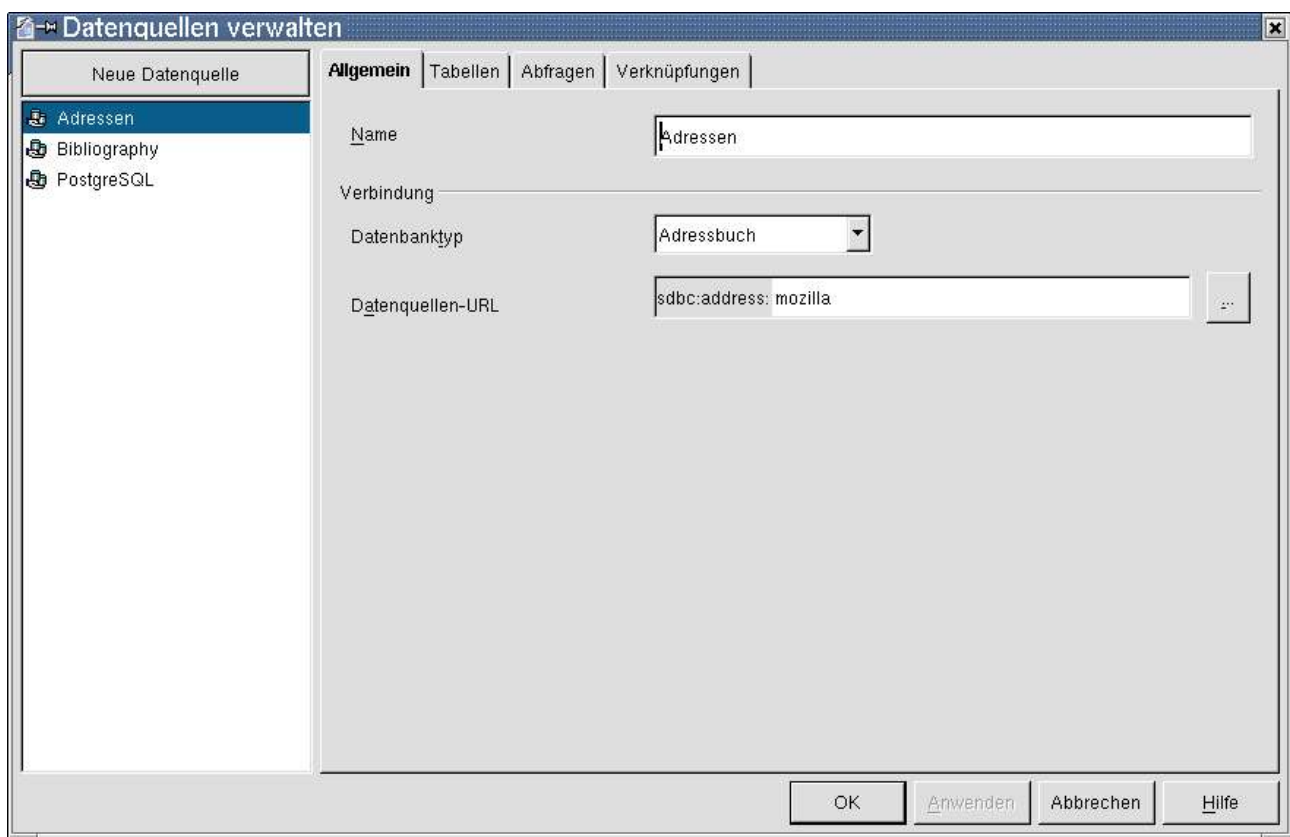 Datenquellen verwalten
Neue Datenquelle
Adressen
Bibliography
PostgreSQL
Allgemein Tabellen Abfragen Verknüpfungen
Name Adressen
Verbindung
Datenbanktyp Adressbuch
Datenquellen-URL sdbc:address: mozilla ...
OK Anwenden Abbrechen Hilfe